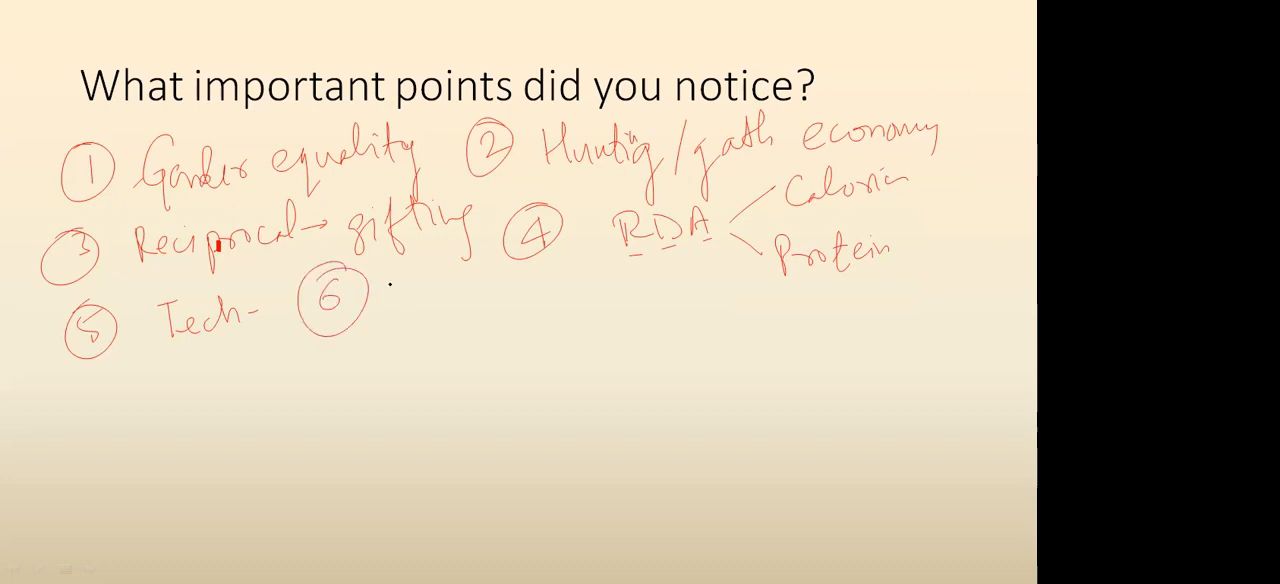 What important points did you notice?
① Gender equality ② Hunting/gath economy
③ Reciprocal → gifting ④ RDA Calories
Protein
⑤ Tech- ⑥